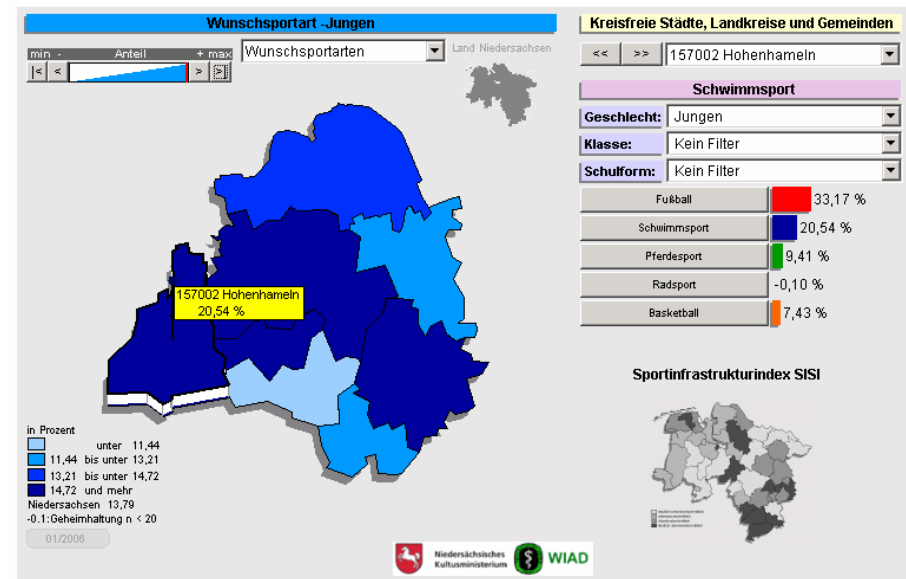 Wunschsportart -Jungen
min - Anteil + max
|< < > >|
Wunschsportarten
Land Niedersachsen
157002 Hohenhameln
20,54 %
in Prozent
unter 11,44
11,44 bis unter 13,21
13,21 bis unter 14,72
14,72 und mehr
Niedersachsen 13,79
-0.1:Geheimhaltung n < 20
01/2006
Kreisfreie Städte, Landkreise und Gemeinden
<< >> 157002 Hohenhameln
Schwimmsport
Geschlecht: Jungen
Klasse: Kein Filter
Schulform: Kein Filter
Fußball 33,17 %
Schwimmsport 20,54 %
Pferdesport 9,41 %
Radsport -0,10 %
Basketball 7,43 %
Sportinfrastrukturindex SISI
Niedersächsisches
Kultusministerium
WIAD